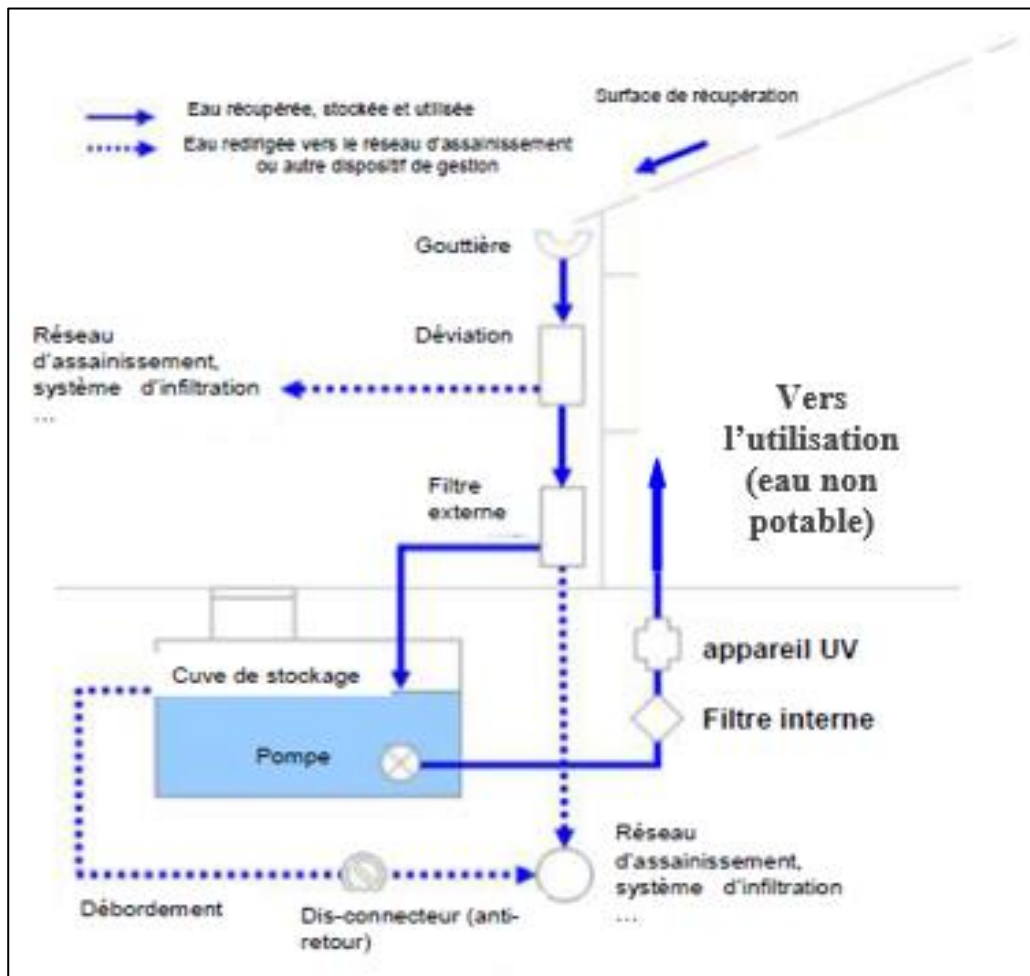 Eau récupérée, stockée et utilisée
Eau redirigée vers le réseau d'assainissement
ou autre dispositif de gestion
Surface de récupération
Gouttière
Déviation
Réseau
d'assainissement,
système d'infiltration
...
Vers
l'utilisation
(eau non
potable)
Filtre
externe
appareil UV
Cuve de stockage
Filtre interne
Pompe
Réseau
d'assainissement,
système d'infiltration
...
Débordement
Dis-connecteur (anti-
retour)